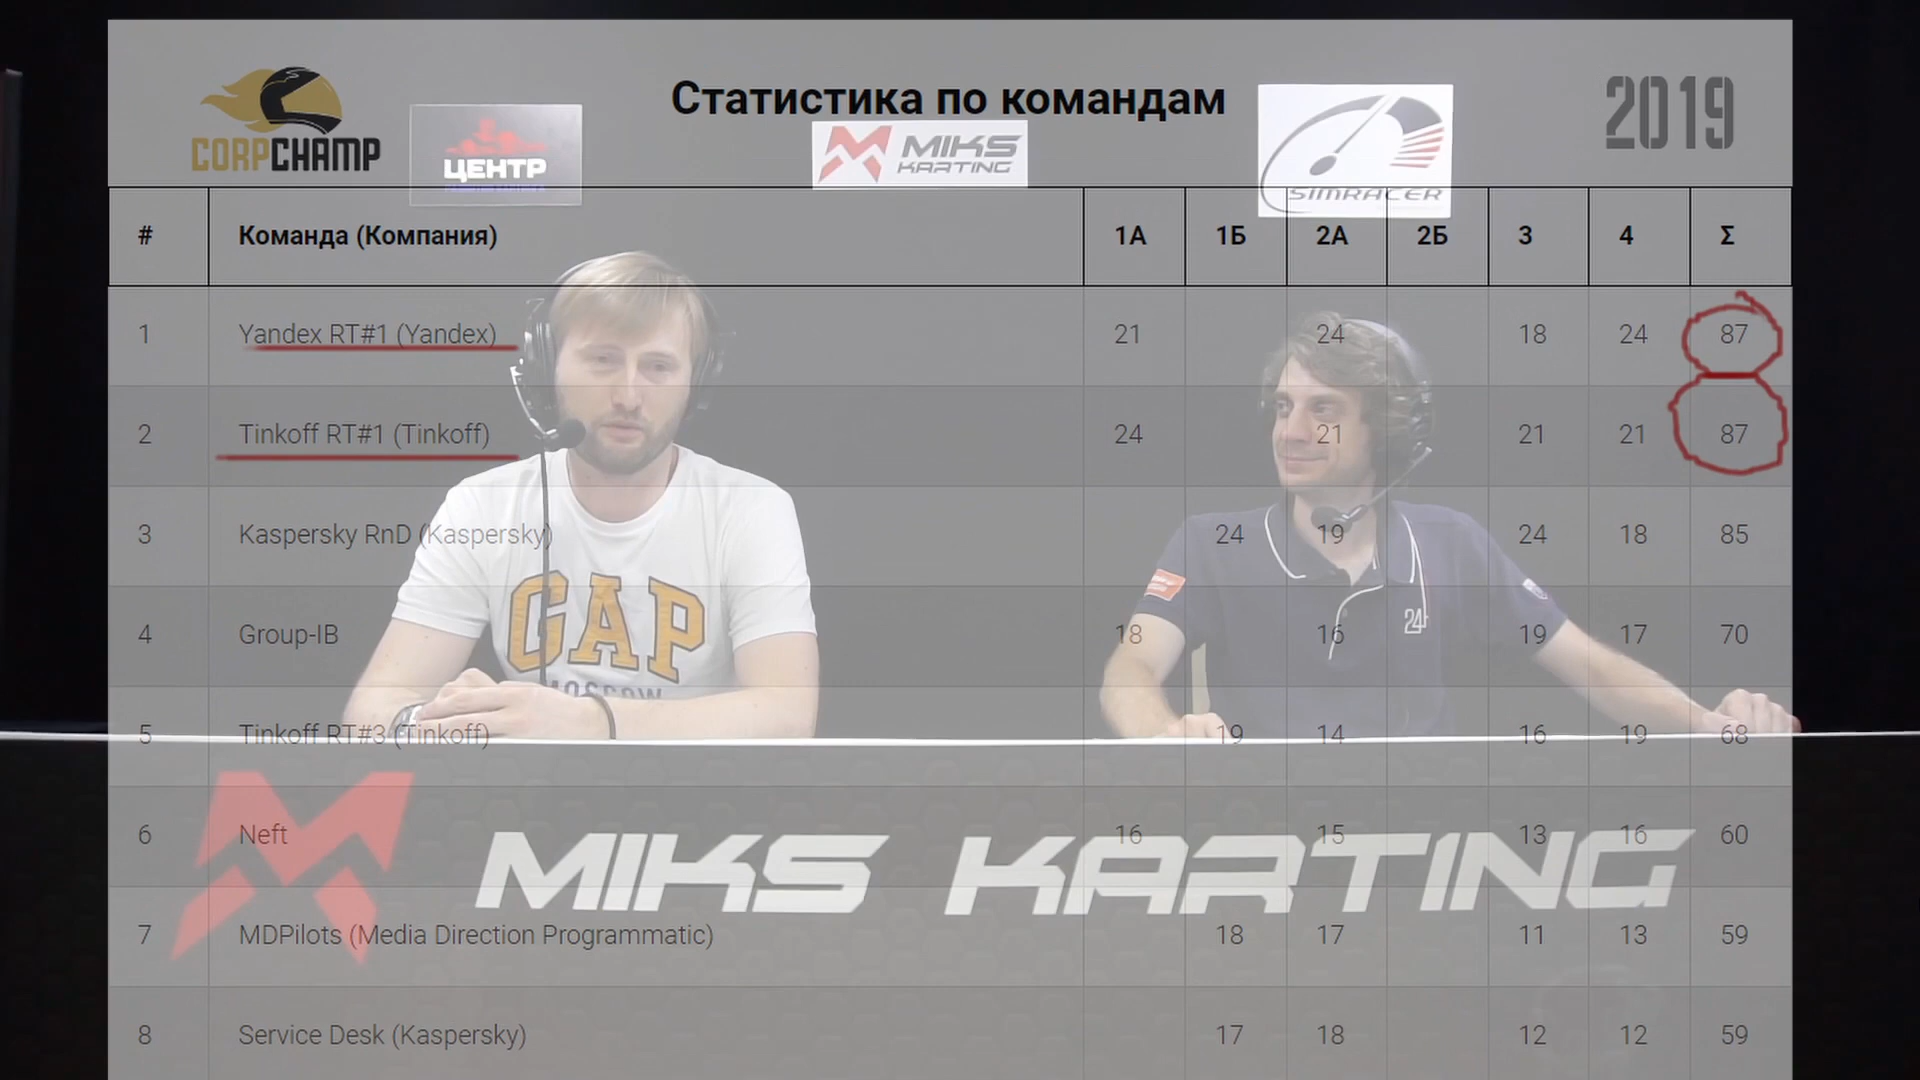 Статистика по командам
2019
CORPCHAMP
ЦЕНТР
MIKS
KARTING
SIMRACER
# Команда (Компания) 1А 1Б 2А 2Б 3 4 Σ
1 Yandex RT#1 (Yandex) 21 24 18 24 87
2 Tinkoff RT#1 (Tinkoff) 24 21 21 21 87
3 Kaspersky RnD (Kaspersky) 24 19 24 18 85
GAP
MOSCOW
24
4 Group-IB 18 16 19 17 70
5 Tinkoff RT#3 (Tinkoff) 19 14 16 19 68
6 Neft 16 15 13 16 60
MIKS KARTING
7 MDPilots (Media Direction Programmatic) 18 17 11 13 59
8 Service Desk (Kaspersky) 17 18 12 12 59